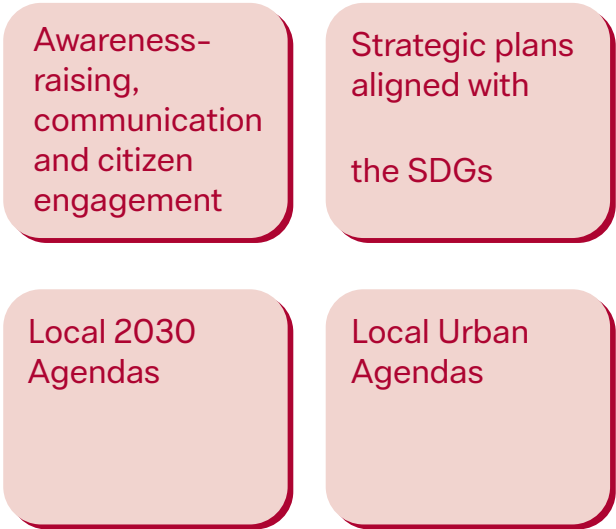 Awareness-
raising,
communication
and citizen
engagement
Strategic plans
aligned with
the SDGs
Local 2030
Agendas
Local Urban
Agendas